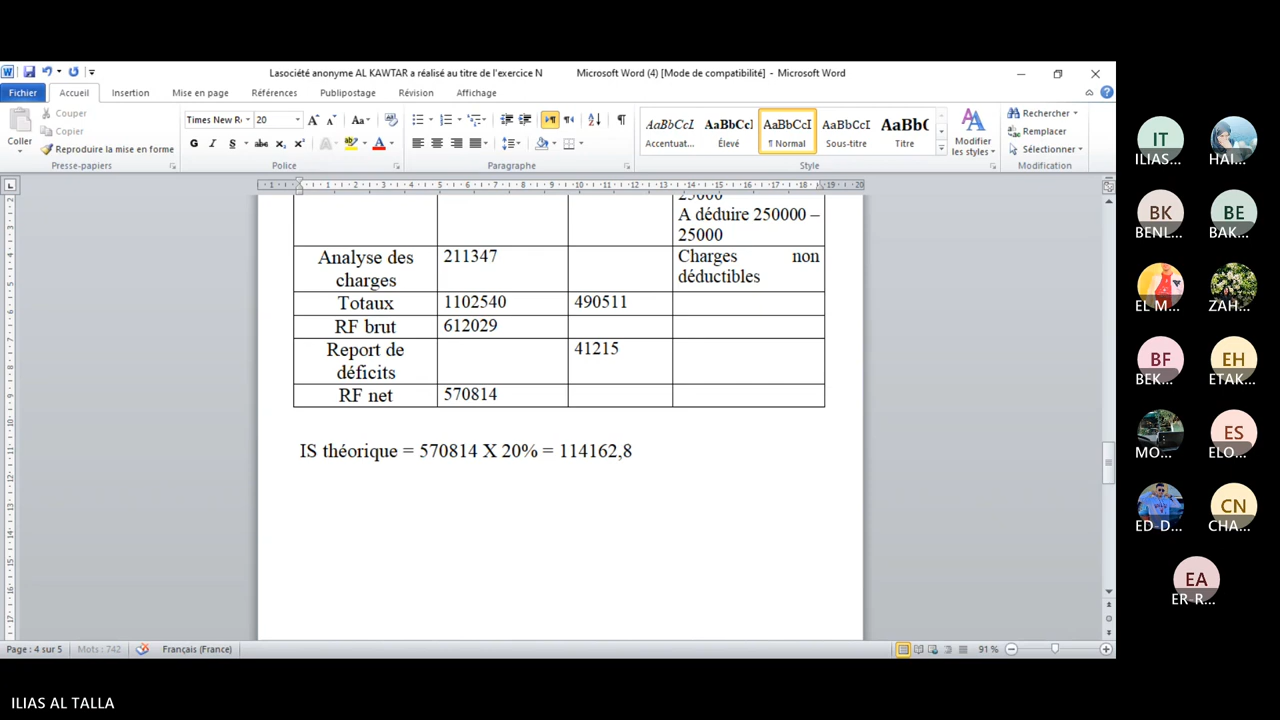 Lasociété anonyme AL KAWTAR a réalisé au titre de l'exercice N Microsoft Word (4) [Mode de compatibilité] - Microsoft Word
Fichier Accueil Insertion Mise en page Références Publipostage Révision Affichage
Coller
Couper
Copier
Reproduire la mise en forme
Presse-papiers
Times New R 20
G I S abc x₂ x² A
Police
Paragraphe
AaBbCcL AaBbCcI AaBbCcI AaBbCcI AaBb(
Accentuat... Élevé ¶ Normal Sous-titre Titre
Modifier
les styles
Style
Rechercher
Remplacer
Sélectionner
Modification
25000
A déduire 250000 –
25000
Analyse des
charges
211347
Charges non
déductibles
Totaux 1102540 490511
RF brut 612029
Report de
déficits
41215
RF net 570814
IS théorique = 570814 X 20% = 114162,8
Page : 4 sur 5 Mots : 742 Français (France) 91 %
IT
ILIAS... HAI...
BK BE
BENL... BAK...
EL M... ZAH...
BF EH
BEK... ETAK...
ES
MO... ELO...
CN
ED-D... CHA...
EA
ER-R...
ILIAS AL TALLA